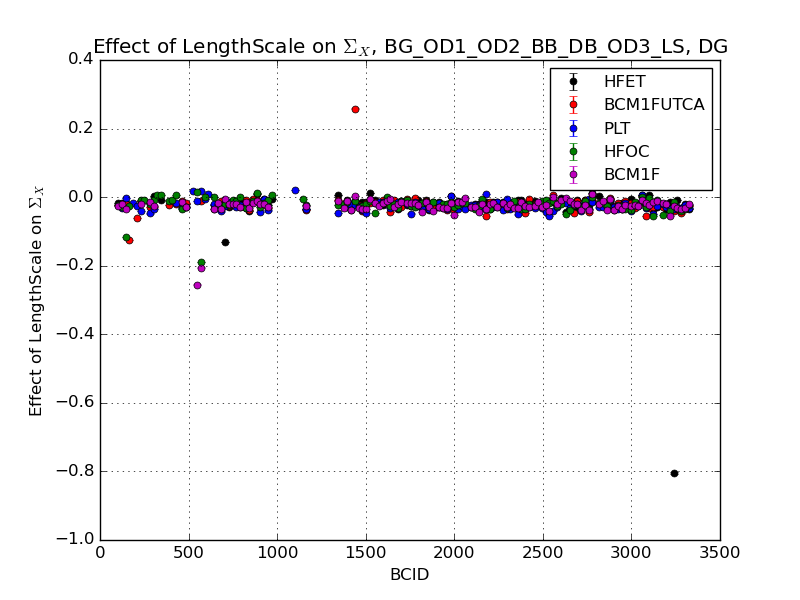 Effect of LengthScale on Σ_X, BG_OD1_OD2_BB_DB_OD3_LS, DG
HFET
BCM1FUTCA
PLT
HFOC
BCM1F
Effect of LengthScale on Σ_X
0.4
0.2
0.0
−0.2
−0.4
−0.6
−0.8
−1.0
0 500 1000 1500 2000 2500 3000 3500
BCID